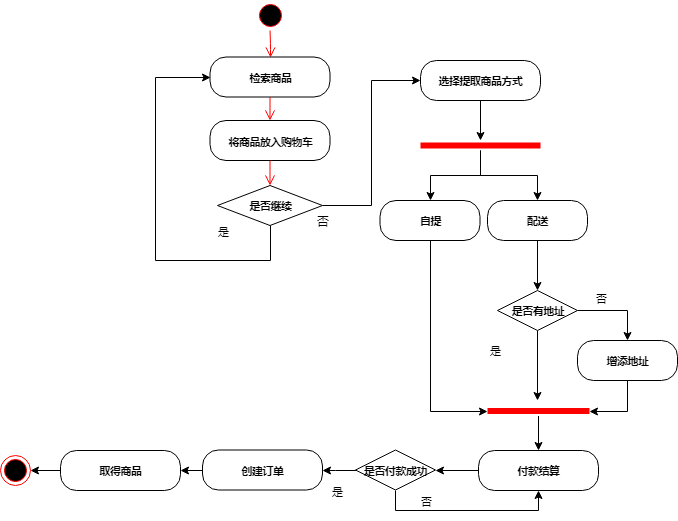 检索商品
将商品放入购物车
是否继续
是
否
选择提取商品方式
自提
配送
是否有地址
否
是
增添地址
付款结算
是否付款成功
否
是
创建订单
取得商品